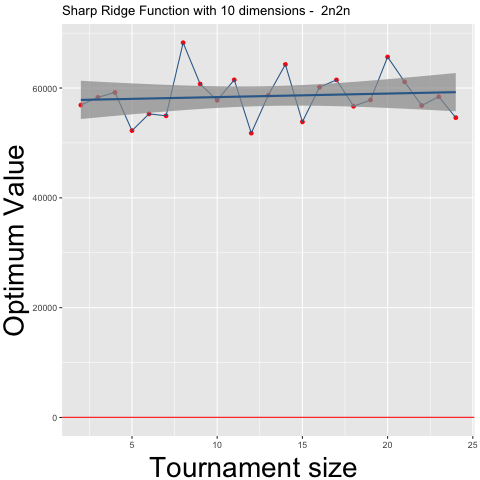 Sharp Ridge Function with 10 dimensions - 2n2n
Optimum Value
60000
40000
20000
0
5 10 15 20 25
Tournament size